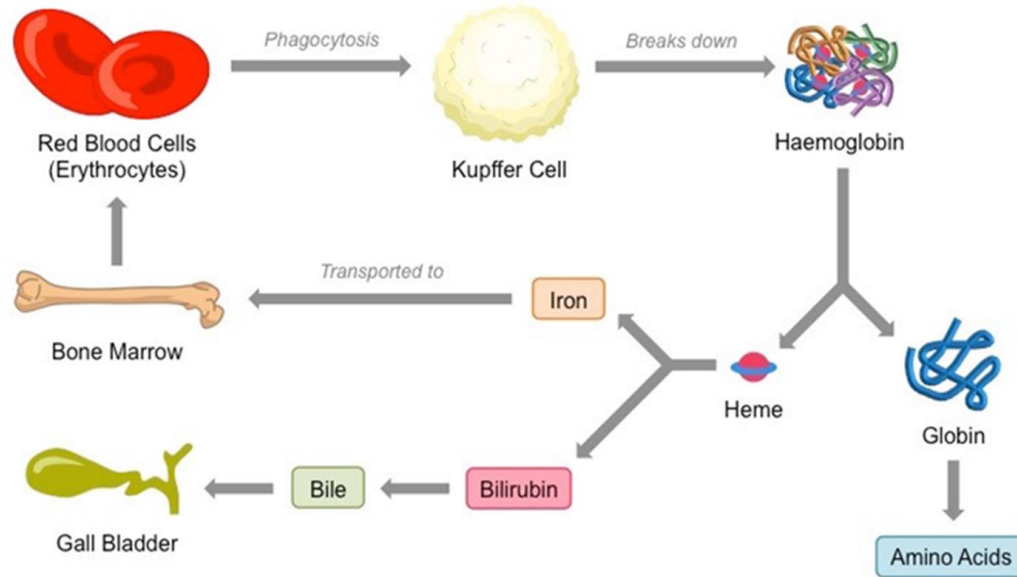 Phagocytosis
Breaks down
Red Blood Cells
(Erythrocytes)
Kupffer Cell
Haemoglobin
Transported to
Iron
Bone Marrow
Heme
Globin
Bilirubin
Bile
Gall Bladder
Amino Acids